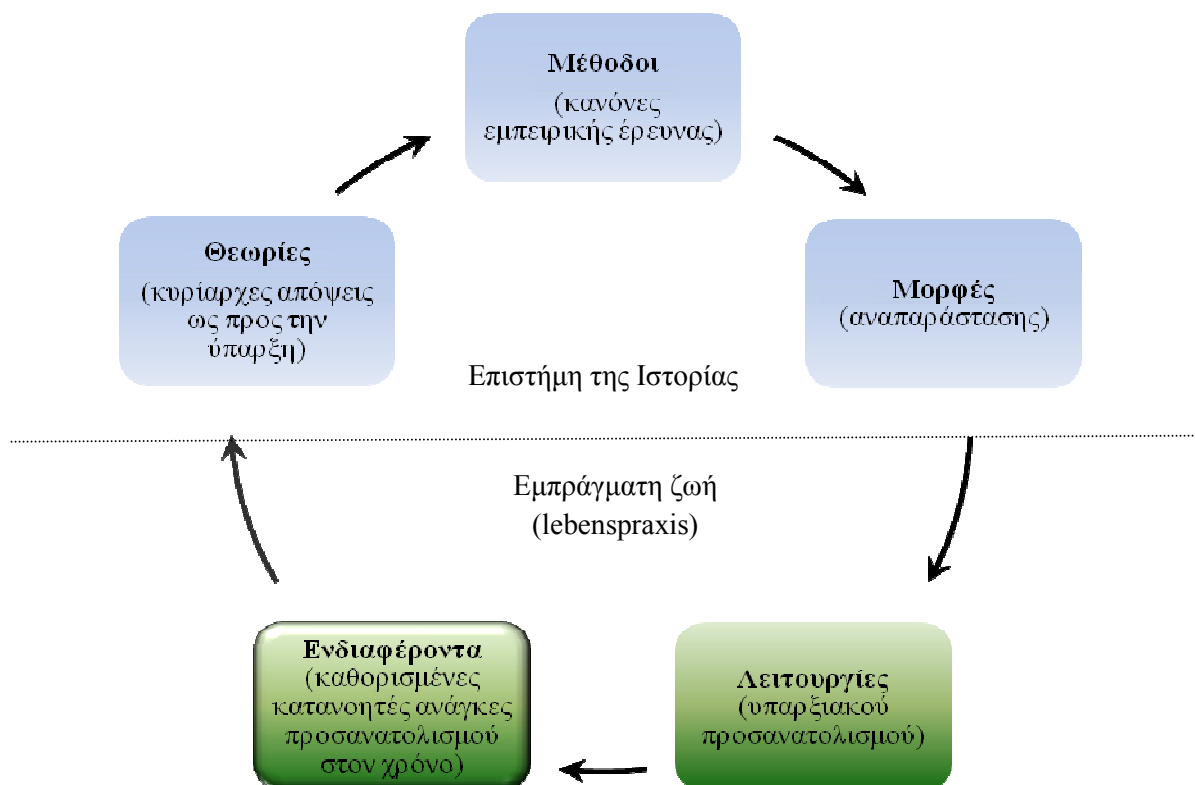 Μέθοδοι
(κανόνες
εμπειρικής έρευνας)
Θεωρίες
(κυρίαρχες απόψεις
ως προς την
ύπαρξη)
Μορφές
(αναπαράστασης)
Επιστήμη της Ιστορίας
Εμπράγματη ζωή
(lebenspraxis)
Ενδιαφέροντα
(καθορισμένες
κατανοητές ανάγκες
προσανατολισμού
στον χρόνο)
Λειτουργίες
(υπαρξιακού
προσανατολισμού)